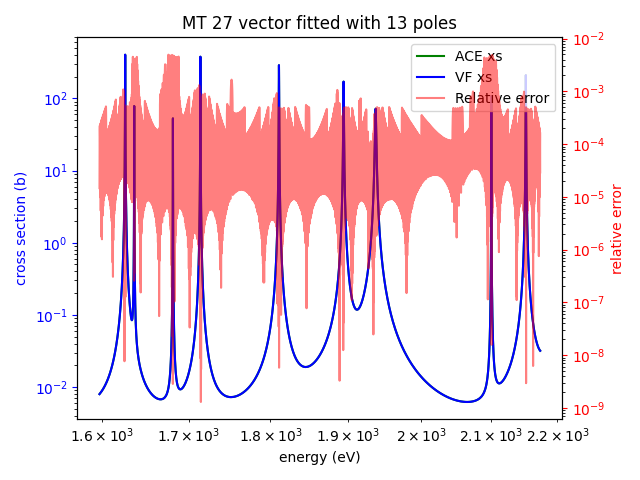 MT 27 vector fitted with 13 poles
ACE xs
VF xs
Relative error
cross section (b)
10²
10¹
10⁰
10⁻¹
10⁻²
10⁻²
10⁻³
10⁻⁴
10⁻⁵
10⁻⁶
10⁻⁷
10⁻⁸
10⁻⁹
relative error
1.6 × 10³ 1.7 × 10³ 1.8 × 10³ 1.9 × 10³ 2 × 10³ 2.1 × 10³ 2.2 × 10³
energy (eV)